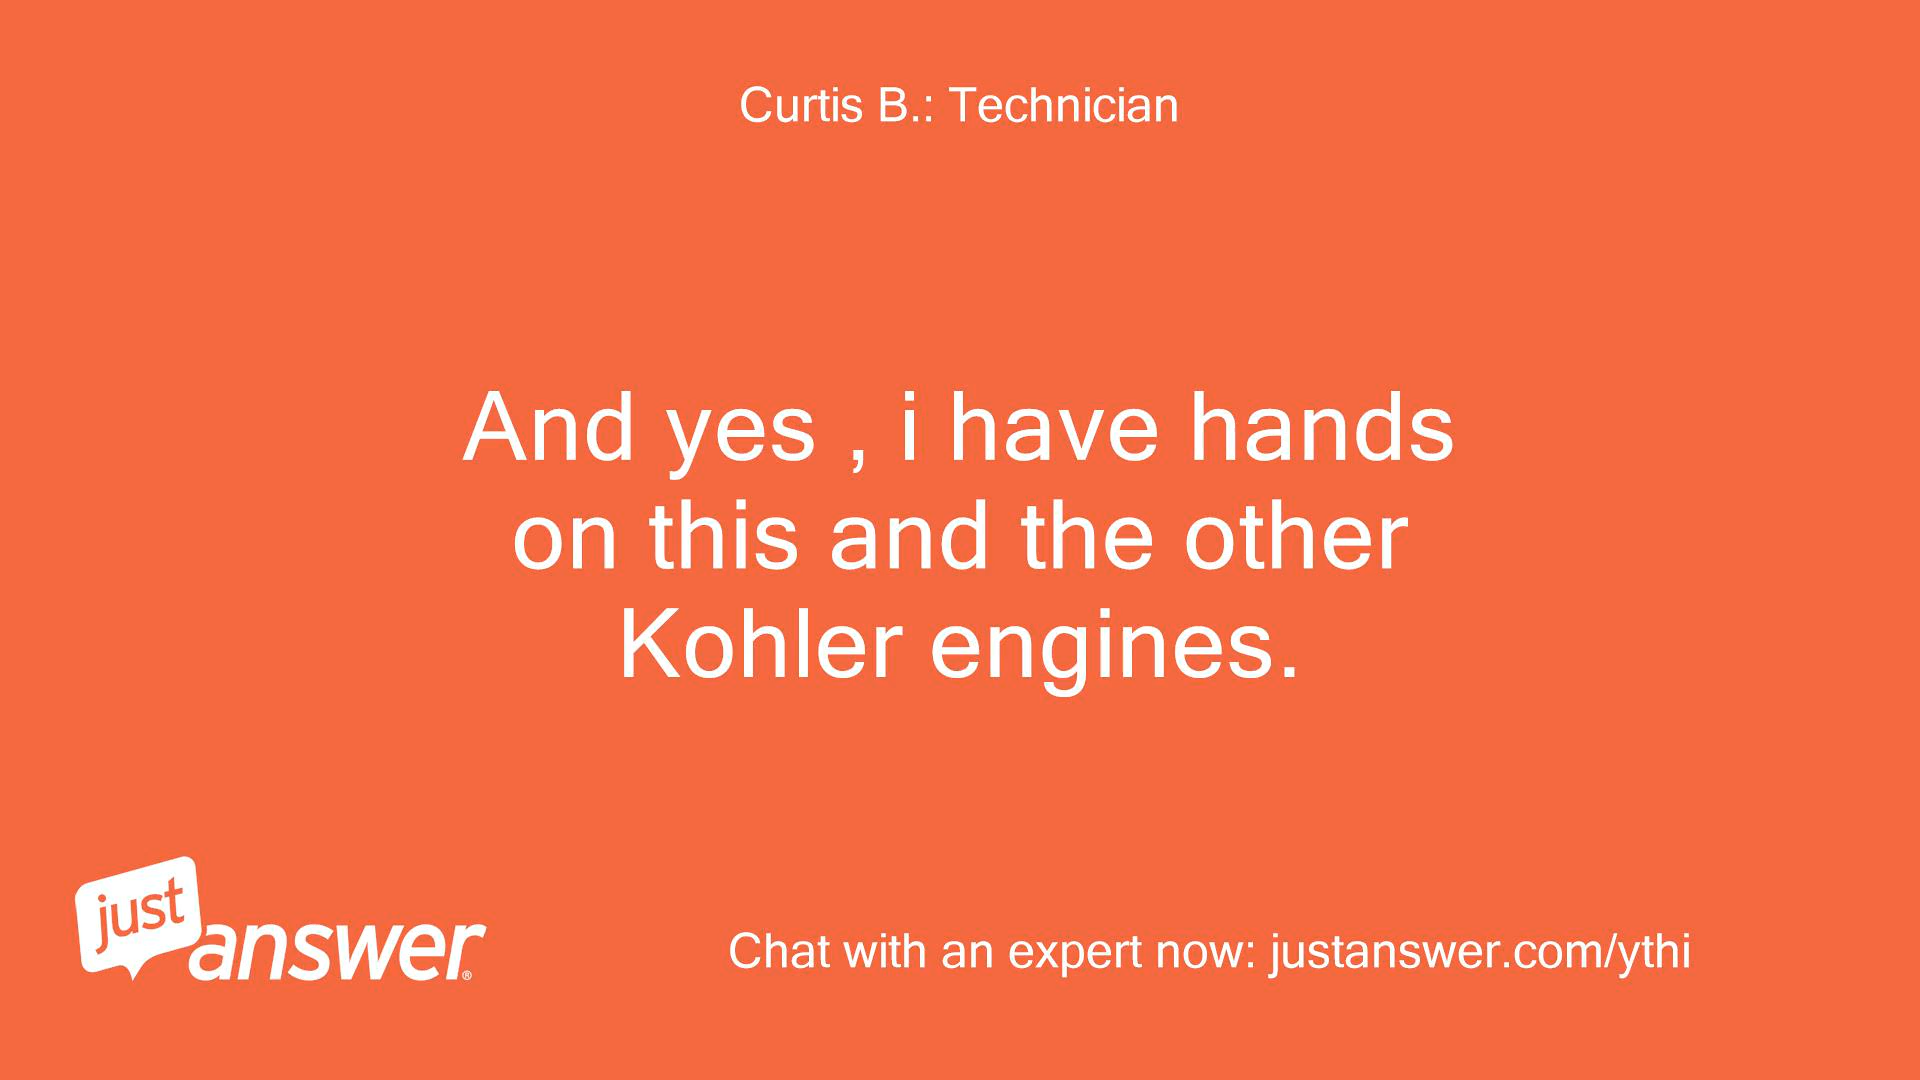 Curtis B.: Technician
And yes , i have hands
on this and the other
Kohler engines.
just
answer®
Chat with an expert now: justanswer.com/ythi